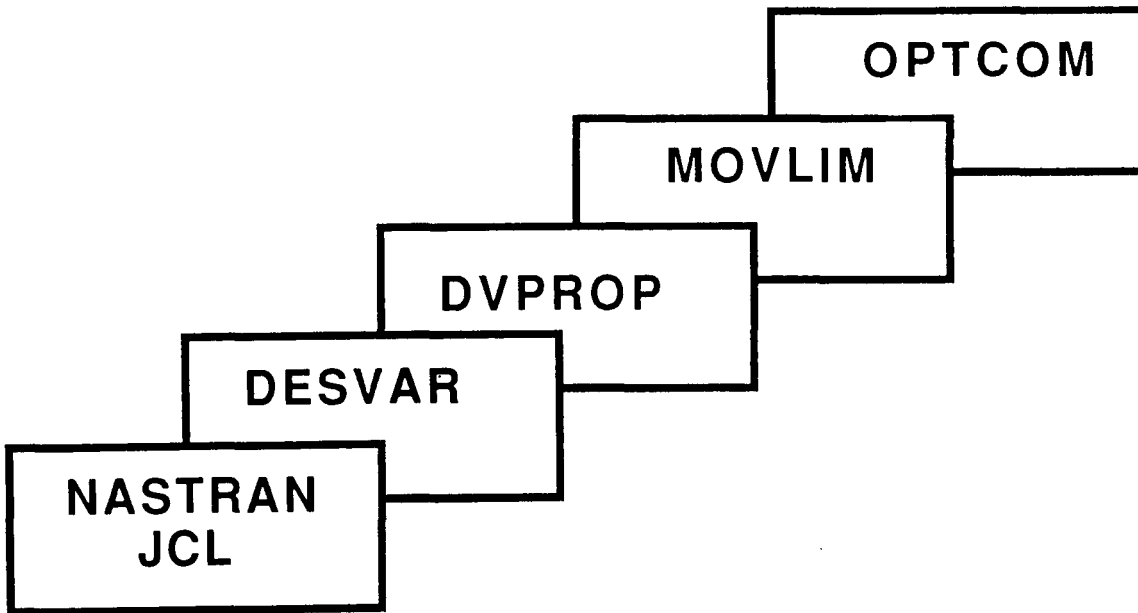 OPTCOM
MOVLIM
DVPROP
DESVAR
NASTRAN
JCL